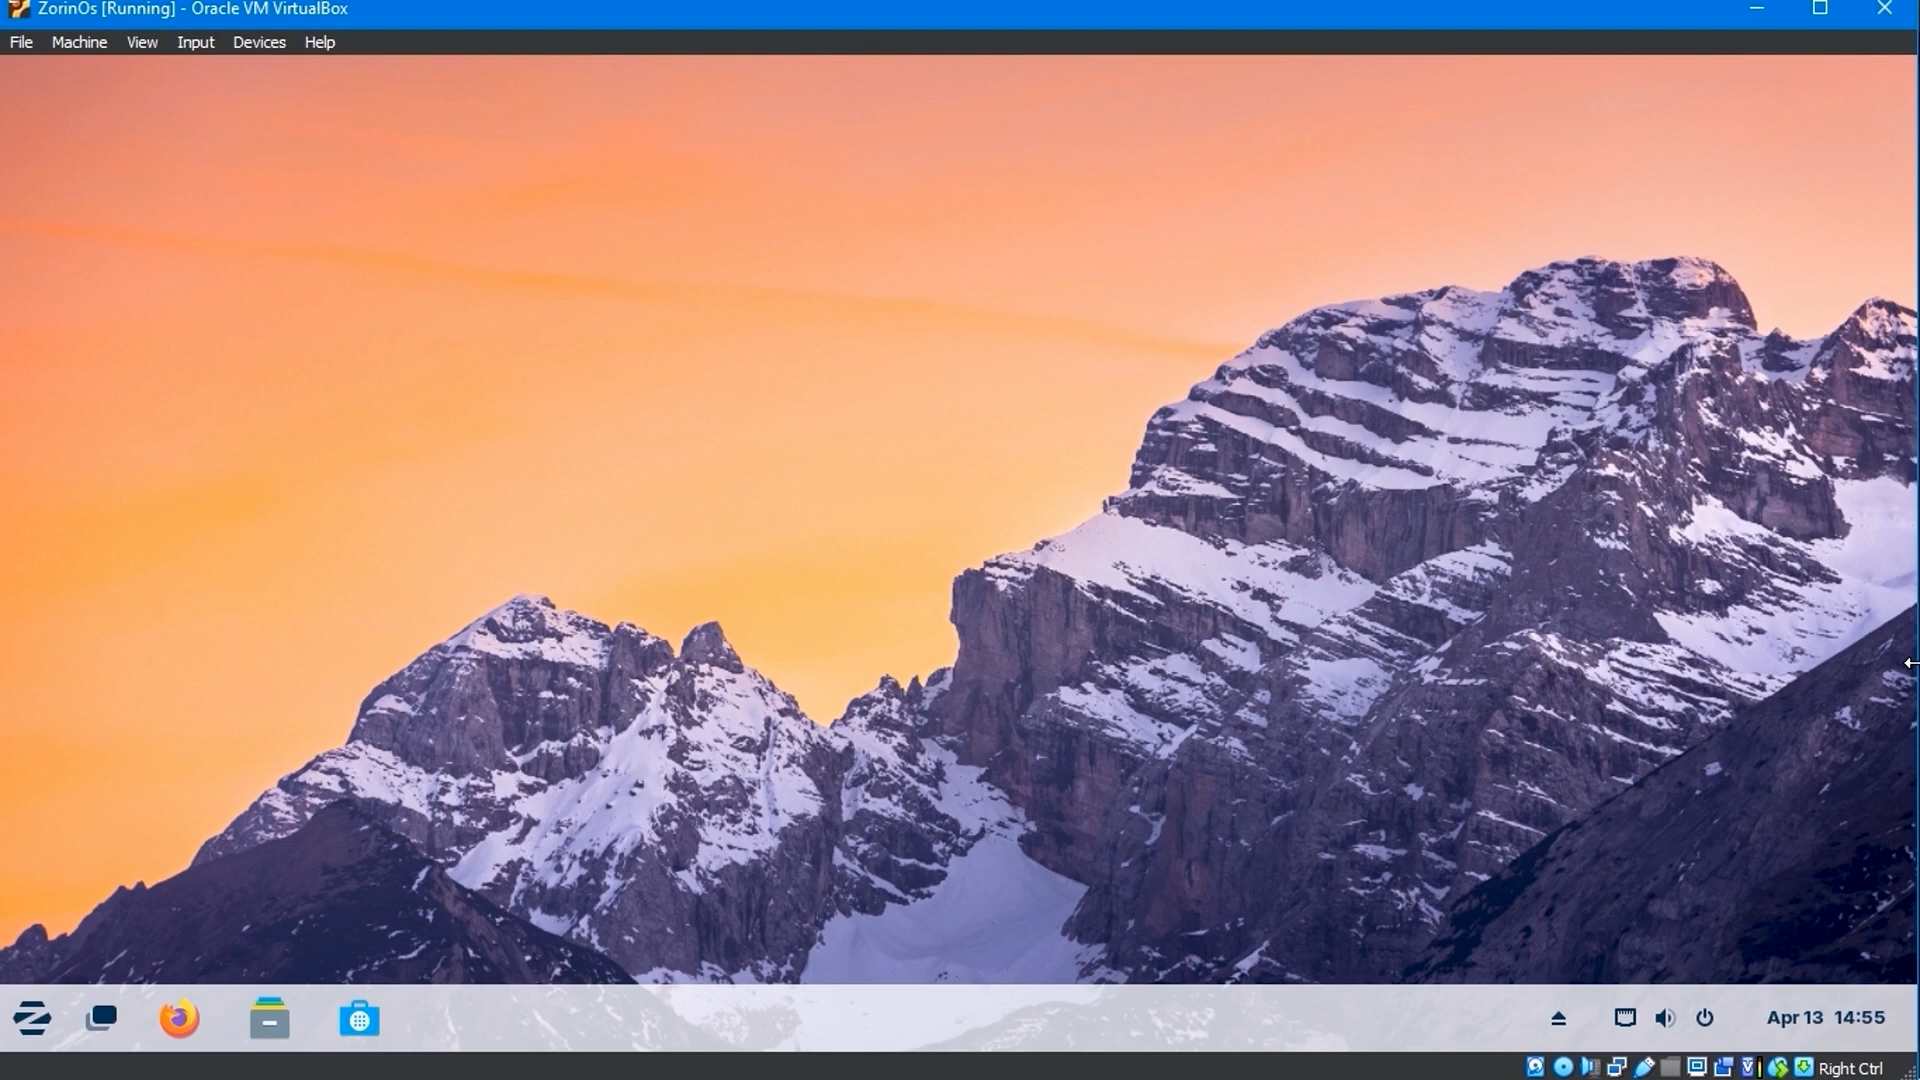 ZorinOs [Running] - Oracle VM VirtualBox
File Machine View Input Devices Help
Apr 13 14:55
Right Ctrl